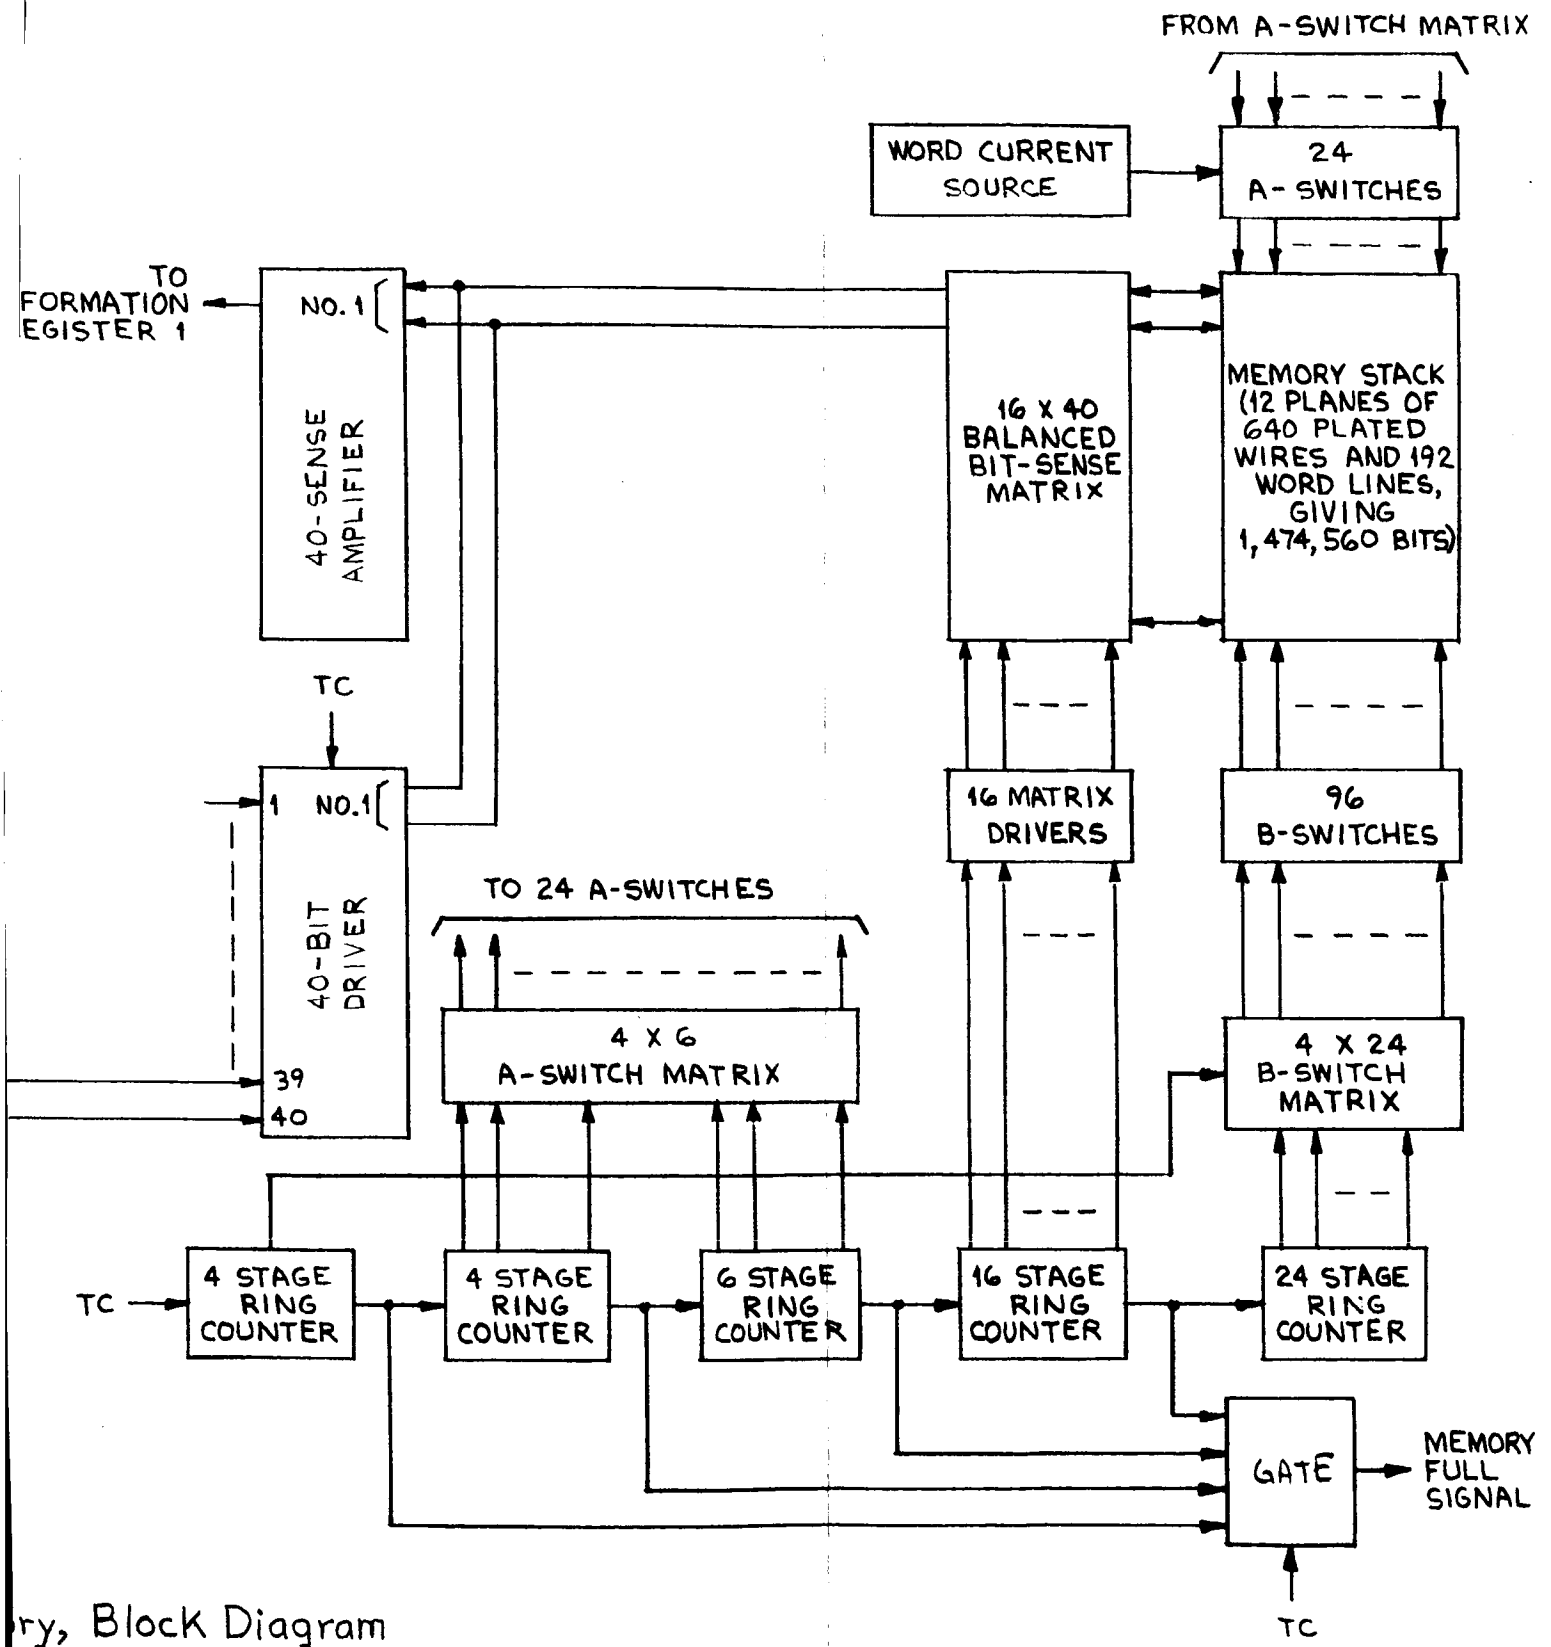 FROM A-SWITCH MATRIX
WORD CURRENT
SOURCE
24
A-SWITCHES
TO
FORMATION
EGISTER 1
NO. 1
40-SENSE
AMPLIFIER
16 X 40
BALANCED
BIT-SENSE
MATRIX
MEMORY STACK
(12 PLANES OF
640 PLATED
WIRES AND 192
WORD LINES,
GIVING
1,474,560 BITS)
TC
1
NO.1
40-BIT
DRIVER
39
40
16 MATRIX
DRIVERS
96
B-SWITCHES
TO 24 A-SWITCHES
4 X 6
A-SWITCH MATRIX
4 X 24
B-SWITCH
MATRIX
TC
4 STAGE
RING
COUNTER
4 STAGE
RING
COUNTER
6 STAGE
RING
COUNTER
16 STAGE
RING
COUNTER
24 STAGE
RING
COUNTER
GATE
MEMORY
FULL
SIGNAL
TC
ry, Block Diagram